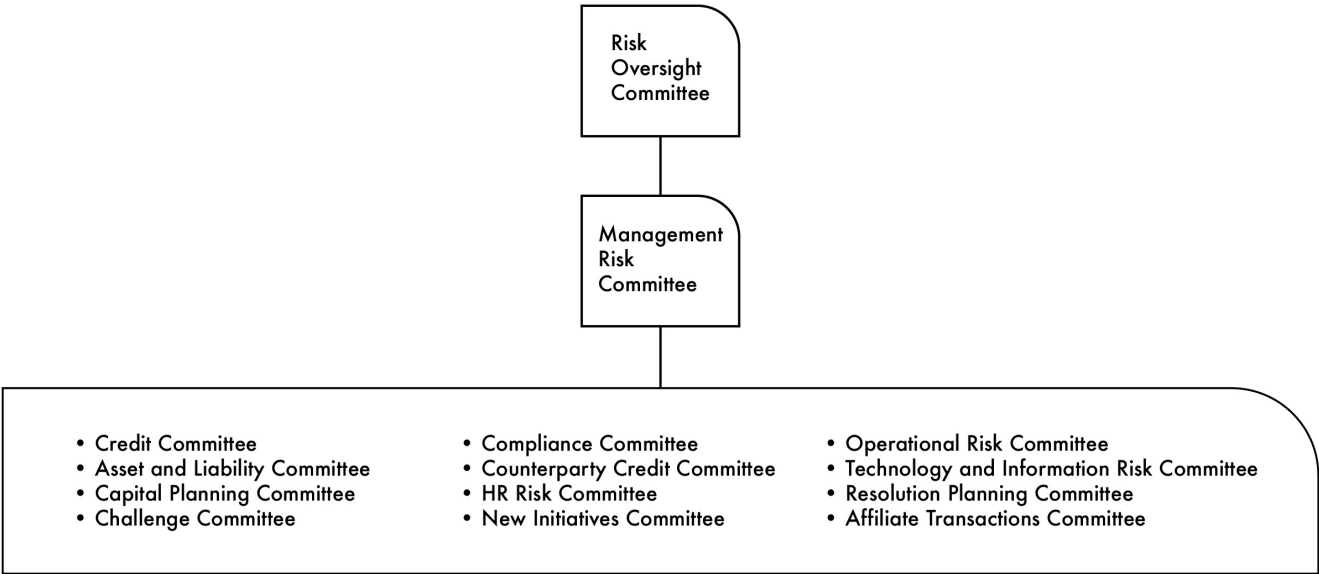 Risk
Oversight
Committee
Management
Risk
Committee
• Credit Committee
• Asset and Liability Committee
• Capital Planning Committee
• Challenge Committee
• Compliance Committee
• Counterparty Credit Committee
• HR Risk Committee
• New Initiatives Committee
• Operational Risk Committee
• Technology and Information Risk Committee
• Resolution Planning Committee
• Affiliate Transactions Committee